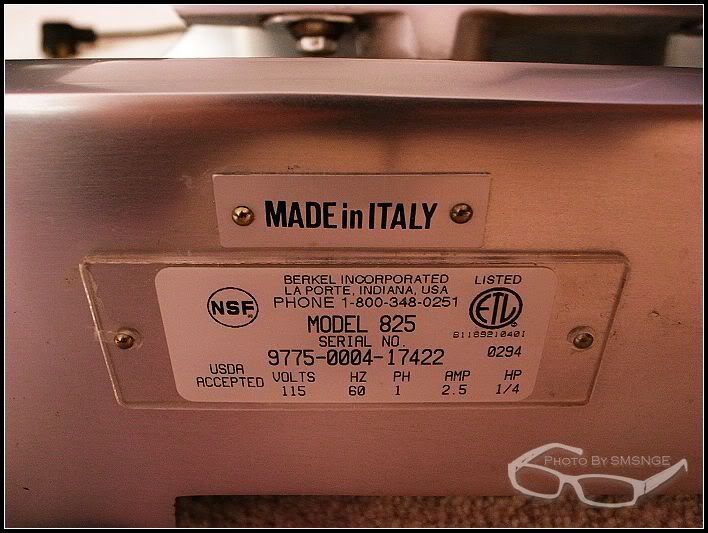 MADE in ITALY
BERKEL INCORPORATED
LA PORTE, INDIANA, USA
PHONE 1-800-348-0251
LISTED
NSF
ETL
MODEL 825
SERIAL NO.
9775-0004-17422
0294
USDA
ACCEPTED
VOLTS HZ PH AMP HP
115 60 1 2.5 1/4
PHOTO BY SMSNGE